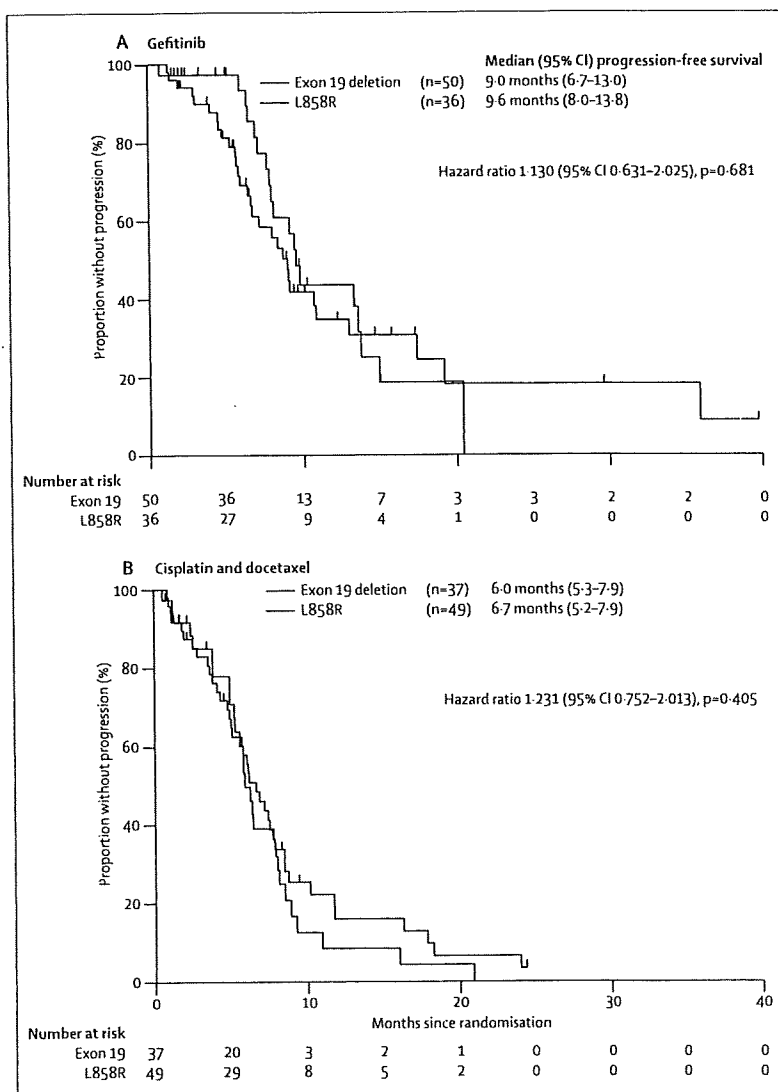 A Gefitinib
Median (95% CI) progression-free survival
Exon 19 deletion (n=50) 9·0 months (6·7–13·0)
L858R (n=36) 9·6 months (8·0–13·8)
Hazard ratio 1·130 (95% CI 0·631–2·025), p=0·681
Proportion without progression (%)
100
80
60
40
20
0
Number at risk
Exon 19 50 36 13 7 3 3 2 2 0
L858R 36 27 9 4 1 0 0 0 0
B Cisplatin and docetaxel
Exon 19 deletion (n=37) 6·0 months (5·3–7·9)
L858R (n=49) 6·7 months (5·2–7·9)
Hazard ratio 1·231 (95% CI 0·752–2·013), p=0·405
Proportion without progression (%)
100
80
60
40
20
0
0 10 20 30 40
Months since randomisation
Number at risk
Exon 19 37 20 3 2 1 0 0 0 0
L858R 49 29 8 5 2 0 0 0 0